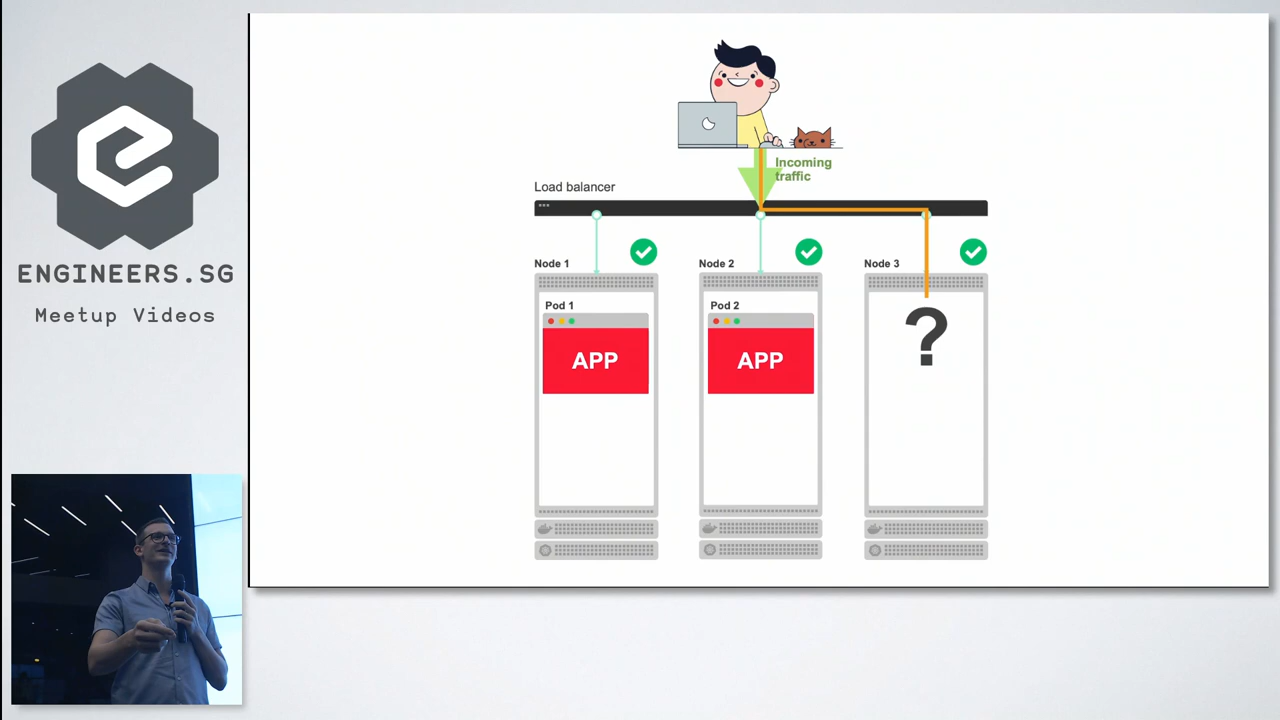 ENGINEERS.SG
Meetup Videos
Incoming
traffic
Load balancer
Node 1
Node 2
Node 3
Pod 1
Pod 2
APP
APP
?